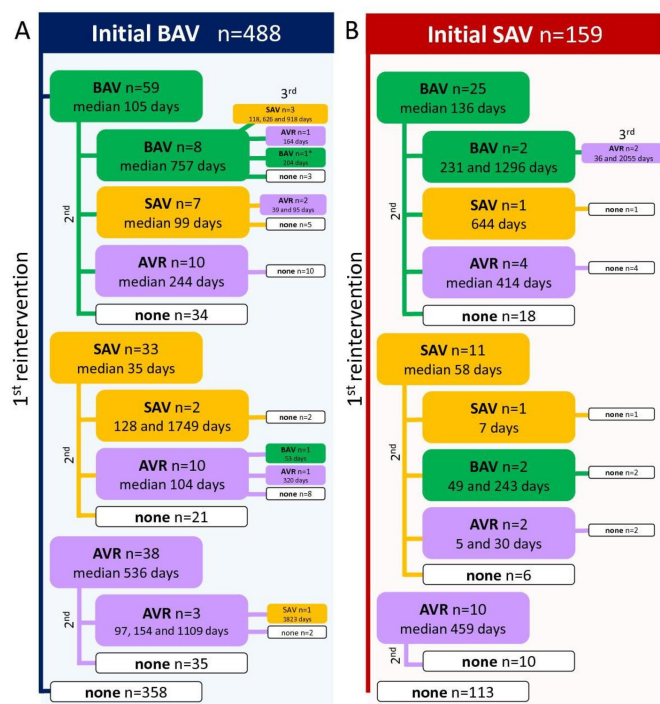 A
Initial BAV n=488
1st reintervention
BAV n=59
median 105 days
2nd
3rd
BAV n=8
median 757 days
SAV n=3
118, 626 and 918 days
AVR n=1
164 days
BAV n=1*
204 days
none n=3
SAV n=7
median 99 days
AVR n=2
39 and 95 days
none n=5
AVR n=10
median 244 days
none n=10
none n=34
SAV n=33
median 35 days
2nd
SAV n=2
128 and 1749 days
none n=2
AVR n=10
median 104 days
BAV n=1
55 days
AVR n=1
320 days
none n=8
none n=21
AVR n=38
median 536 days
2nd
AVR n=3
97, 154 and 1109 days
SAV n=1
3823 days
none n=2
none n=35
none n=358
B
Initial SAV n=159
1st reintervention
BAV n=25
median 136 days
2nd
3rd
BAV n=2
231 and 1296 days
AVR n=2
36 and 2055 days
SAV n=1
644 days
none n=1
AVR n=4
median 414 days
none n=4
none n=18
SAV n=11
median 58 days
2nd
SAV n=1
7 days
none n=1
BAV n=2
49 and 243 days
none n=2
AVR n=2
5 and 30 days
none n=2
none n=6
AVR n=10
median 459 days
2nd
none n=10
none n=113